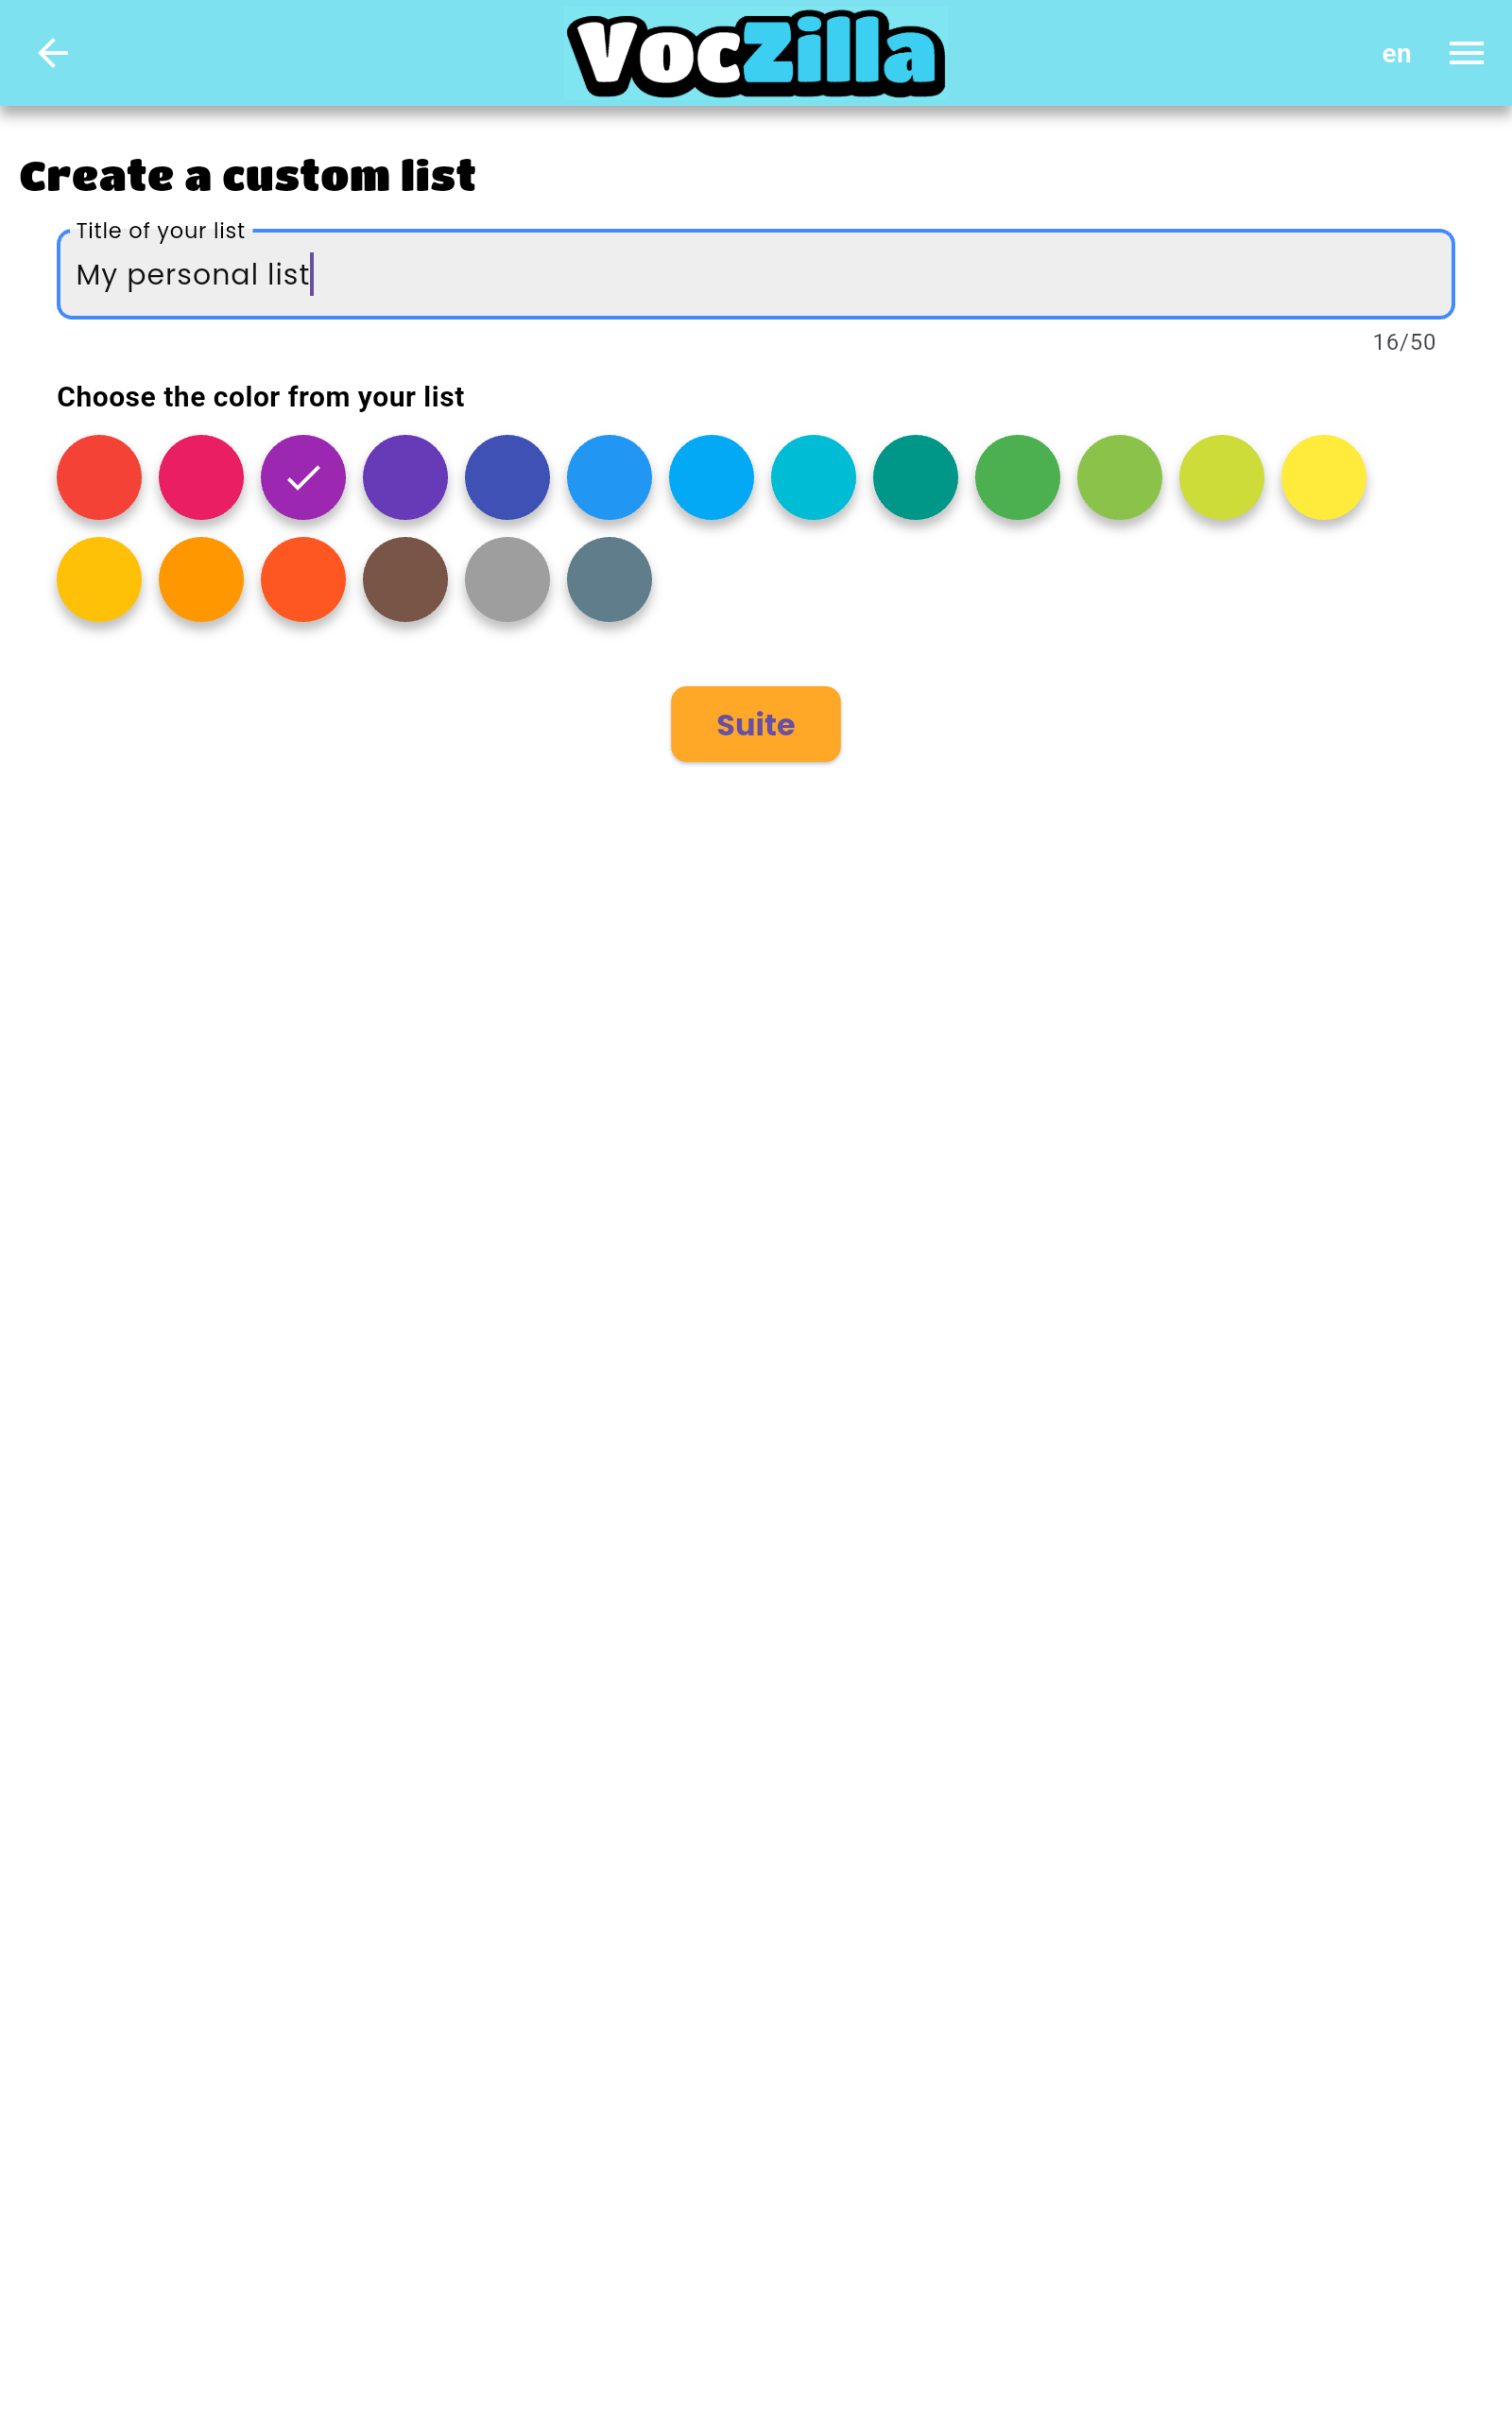 VocZilla
en
Create a custom list
Title of your list
My personal list
16/50
Choose the color from your list
Suite